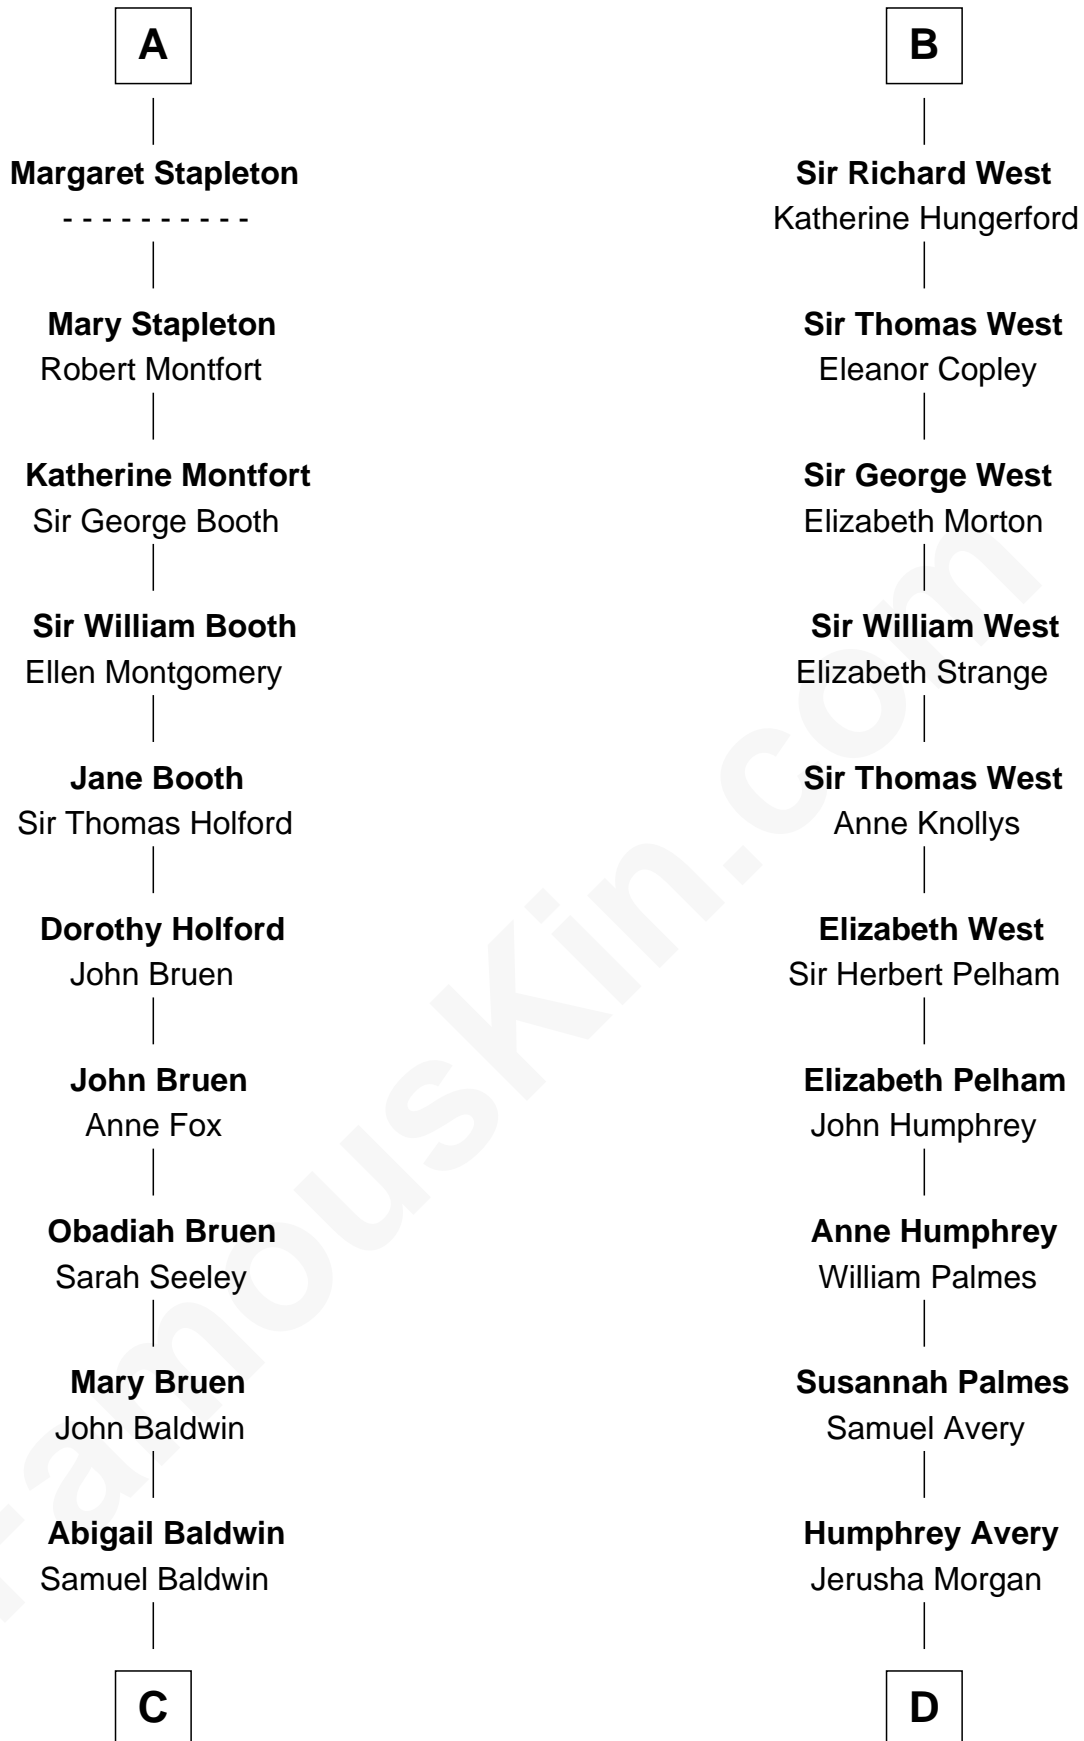 A
Margaret Stapleton
- - - - - - - - - -
Mary Stapleton
Robert Montfort
Katherine Montfort
Sir George Booth
Sir William Booth
Ellen Montgomery
Jane Booth
Sir Thomas Holford
Dorothy Holford
John Bruen
John Bruen
Anne Fox
Obadiah Bruen
Sarah Seeley
Mary Bruen
John Baldwin
Abigail Baldwin
Samuel Baldwin
C
B
Sir Richard West
Katherine Hungerford
Sir Thomas West
Eleanor Copley
Sir George West
Elizabeth Morton
Sir William West
Elizabeth Strange
Sir Thomas West
Anne Knollys
Elizabeth West
Sir Herbert Pelham
Elizabeth Pelham
John Humphrey
Anne Humphrey
William Palmes
Susannah Palmes
Samuel Avery
Humphrey Avery
Jerusha Morgan
D
FamousKin.com